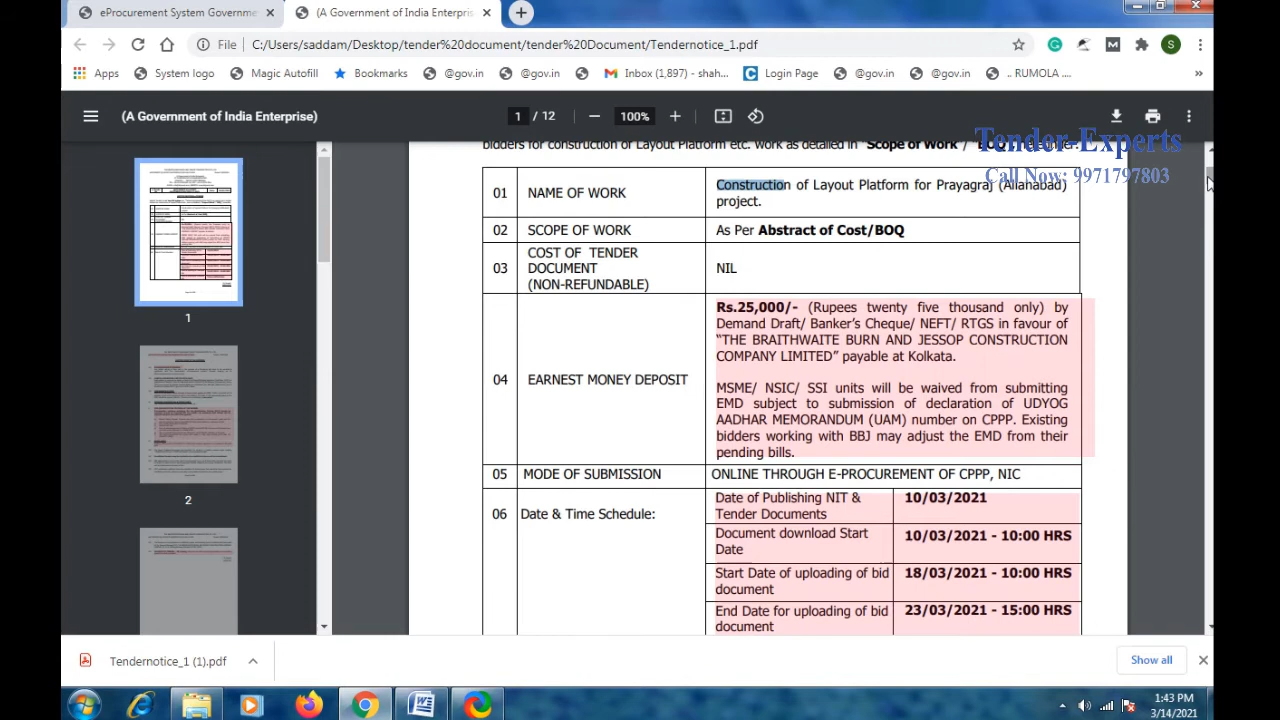 eProcurement System Governme
(A Government of India Enterpris
File
C:/Users/saddam/Desktop/tender%20document/tender%20Document/Tendernotice_1.pdf
M
S
Apps
System logo
Magic Autofill
Bookmarks
@gov.in
@gov.in
Inbox (1,897) - shah...
Login Page
@gov.in
@gov.in
.. RUMOLA ....
»
(A Government of India Enterprise)
1 / 12
100%
Tender-Experts
Call Now: 9971797803
bidders for construction of Layout Platform etc. Work as detailed in "Scope of Work /
01
NAME OF WORK
Construction of Layout Platform for Prayagraj (Allahabad)
project.
02
SCOPE OF WORK
As Per Abstract of Cost/BOQ
03
COST OF TENDER
DOCUMENT
(NON-REFUNDABLE)
NIL
04
EARNEST MONEY DEPOSIT
Rs.25,000/- (Rupees twenty five thousand only) by
Demand Draft/ Banker's Cheque/ NEFT/ RTGS in favour of
"THE BRAITHWAITE BURN AND JESSOP CONSTRUCTION
COMPANY LIMITED" payable at Kolkata.
MSME/ NSIC/ SSI units will be waived from submitting
EMD subject to submission of declaration of UDYOG
AADHAR MEMORANDUM (UAM) number on CPPP. Existing
bidders working with BBJ may adjust the EMD from their
pending bills.
05
MODE OF SUBMISSION
ONLINE THROUGH E-PROCUREMENT OF CPPP, NIC
06
Date & Time Schedule:
Date of Publishing NIT &
Tender Documents
10/03/2021
Document download Start
Date
10/03/2021 - 10:00 HRS
Start Date of uploading of bid
document
18/03/2021 - 10:00 HRS
End Date for uploading of bid
document
23/03/2021 - 15:00 HRS
1
2
Tendernotice_1 (1).pdf
Show all
1:43 PM
3/14/2021